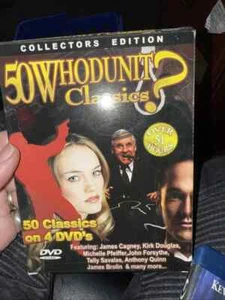 COLLECTORS EDITION
50 WHODUNIT
Classics
?
OVER
51
HOURS
50 Classics
on 4 DVD's
Featuring: James Cagney, Kirk Douglas,
Michelle Pfeiffer, John Forsythe,
Telly Savalas, Anthony Quinn
James Brolin & many more...
DVD